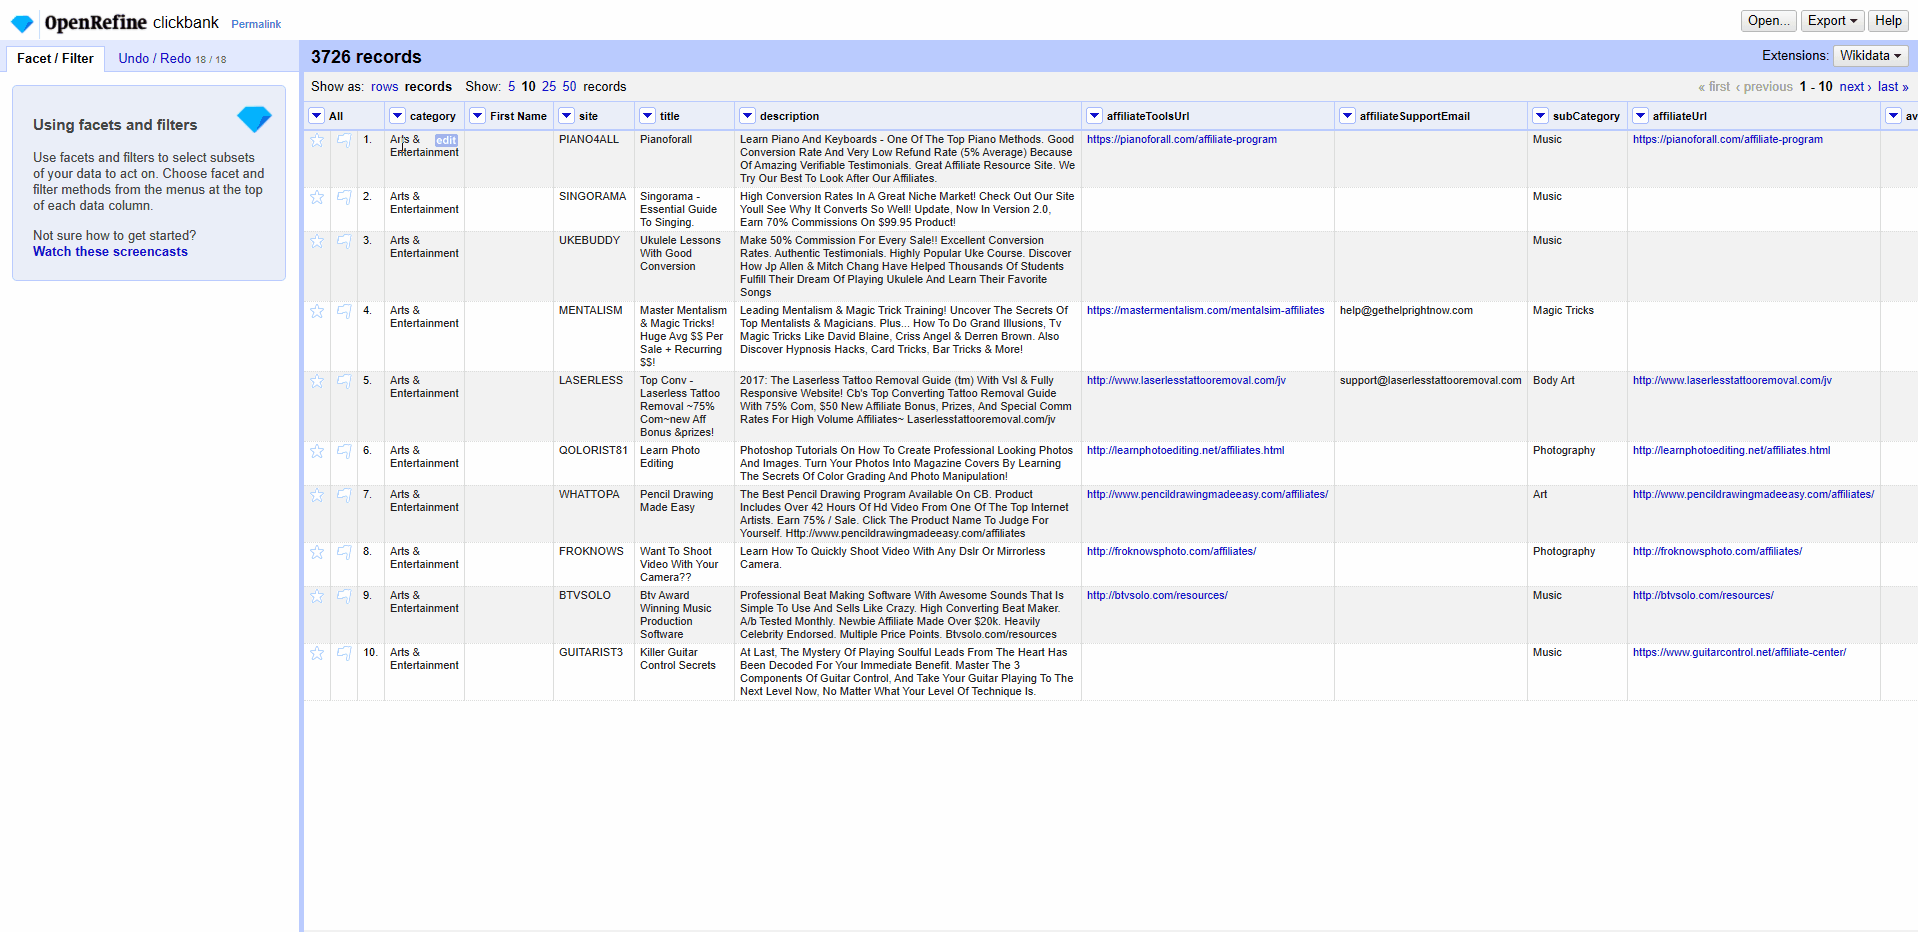 OpenRefine clickbank Permalink
Open... Export Help
Facet / Filter Undo / Redo 18 / 18
3726 records
Extensions: Wikidata
Show as: rows records Show: 5 10 25 50 records
« first ‹ previous 1 - 10 next › last »
Using facets and filters
Use facets and filters to select subsets
of your data to act on. Choose facet and
filter methods from the menus at the top
of each data column.
Not sure how to get started?
Watch these screencasts
All category First Name site title description affiliateToolsUrl affiliateSupportEmail subCategory affiliateUrl av
1. Arts & edit PIANO4ALL Pianoforall Learn Piano And Keyboards - One Of The Top Piano Methods. Good https://pianoforall.com/affiliate-program Music https://pianoforall.com/affiliate-program
Entertainment Conversion Rate And Very Low Refund Rate (5% Average) Because
Of Amazing Verifiable Testimonials. Great Affiliate Resource Site. We
Try Our Best To Look After Our Affiliates.
2. Arts & SINGORAMA Singorama - High Conversion Rates In A Great Niche Market! Check Out Our Site Music
Entertainment Essential Guide Youll See Why It Converts So Well! Update, Now In Version 2.0,
To Singing. Earn 70% Commissions On $99.95 Product!
3. Arts & UKEBUDDY Ukulele Lessons Make 50% Commission For Every Sale!! Excellent Conversion Music
Entertainment With Good Rates. Authentic Testimonials. Highly Popular Uke Course. Discover
Conversion How Jp Allen & Mitch Chang Have Helped Thousands Of Students
Fulfill Their Dream Of Playing Ukulele And Learn Their Favorite
Songs
4. Arts & MENTALISM Master Mentalism Leading Mentalism & Magic Trick Training! Uncover The Secrets Of https://mastermentalism.com/mentalsim-affiliates help@gethelprightnow.com Magic Tricks
Entertainment & Magic Tricks! Top Mentalists & Magicians. Plus... How To Do Grand Illusions, Tv
Huge Avg $$ Per Magic Tricks Like David Blaine, Criss Angel & Derren Brown. Also
Sale + Recurring Discover Hypnosis Hacks, Card Tricks, Bar Tricks & More!
$$!
5. Arts & LASERLESS Top Conv - 2017: The Laserless Tattoo Removal Guide (tm) With Vsl & Fully http://www.laserlesstattooremoval.com/jv support@laserlesstattooremoval.com Body Art http://www.laserlesstattooremoval.com/jv
Entertainment Laserless Tattoo Responsive Website! Cb's Top Converting Tattoo Removal Guide
Removal ~75% With 75% Com, $50 New Affiliate Bonus, Prizes, And Special Comm
Com~new Aff Rates For High Volume Affiliates~ Laserlesstattooremoval.com/jv
Bonus &prizes!
6. Arts & QOLORIST81 Learn Photo Photoshop Tutorials On How To Create Professional Looking Photos http://learnphotoediting.net/affiliates.html Photography http://learnphotoediting.net/affiliates.html
Entertainment Editing And Images. Turn Your Photos Into Magazine Covers By Learning
The Secrets Of Color Grading And Photo Manipulation!
7. Arts & WHATTOPA Pencil Drawing The Best Pencil Drawing Program Available On CB. Product http://www.pencildrawingmadeeasy.com/affiliates/ Art http://www.pencildrawingmadeeasy.com/affiliates/
Entertainment Made Easy Includes Over 42 Hours Of Hd Video From One Of The Top Internet
Artists. Earn 75% / Sale. Click The Product Name To Judge For
Yourself. Http://www.pencildrawingmadeeasy.com/affiliates
8. Arts & FROKNOWS Want To Shoot Learn How To Quickly Shoot Video With Any Dslr Or Mirrorless http://froknowsphoto.com/affiliates/ Photography http://froknowsphoto.com/affiliates/
Entertainment Video With Your Camera.
Camera??
9. Arts & BTVSOLO Btv Award Professional Beat Making Software With Awesome Sounds That Is http://btvsolo.com/resources/ Music http://btvsolo.com/resources/
Entertainment Winning Music Simple To Use And Sells Like Crazy. High Converting Beat Maker.
Production A/b Tested Monthly. Newbie Affiliate Made Over $20k. Heavily
Software Celebrity Endorsed. Multiple Price Points. Btvsolo.com/resources
10. Arts & GUITARIST3 Killer Guitar At Last, The Mystery Of Playing Soulful Leads From The Heart Has Music https://www.guitarcontrol.net/affiliate-center/
Entertainment Control Secrets Been Decoded For Your Immediate Benefit. Master The 3
Components Of Guitar Control, And Take Your Guitar Playing To The
Next Level Now, No Matter What Your Level Of Technique Is.